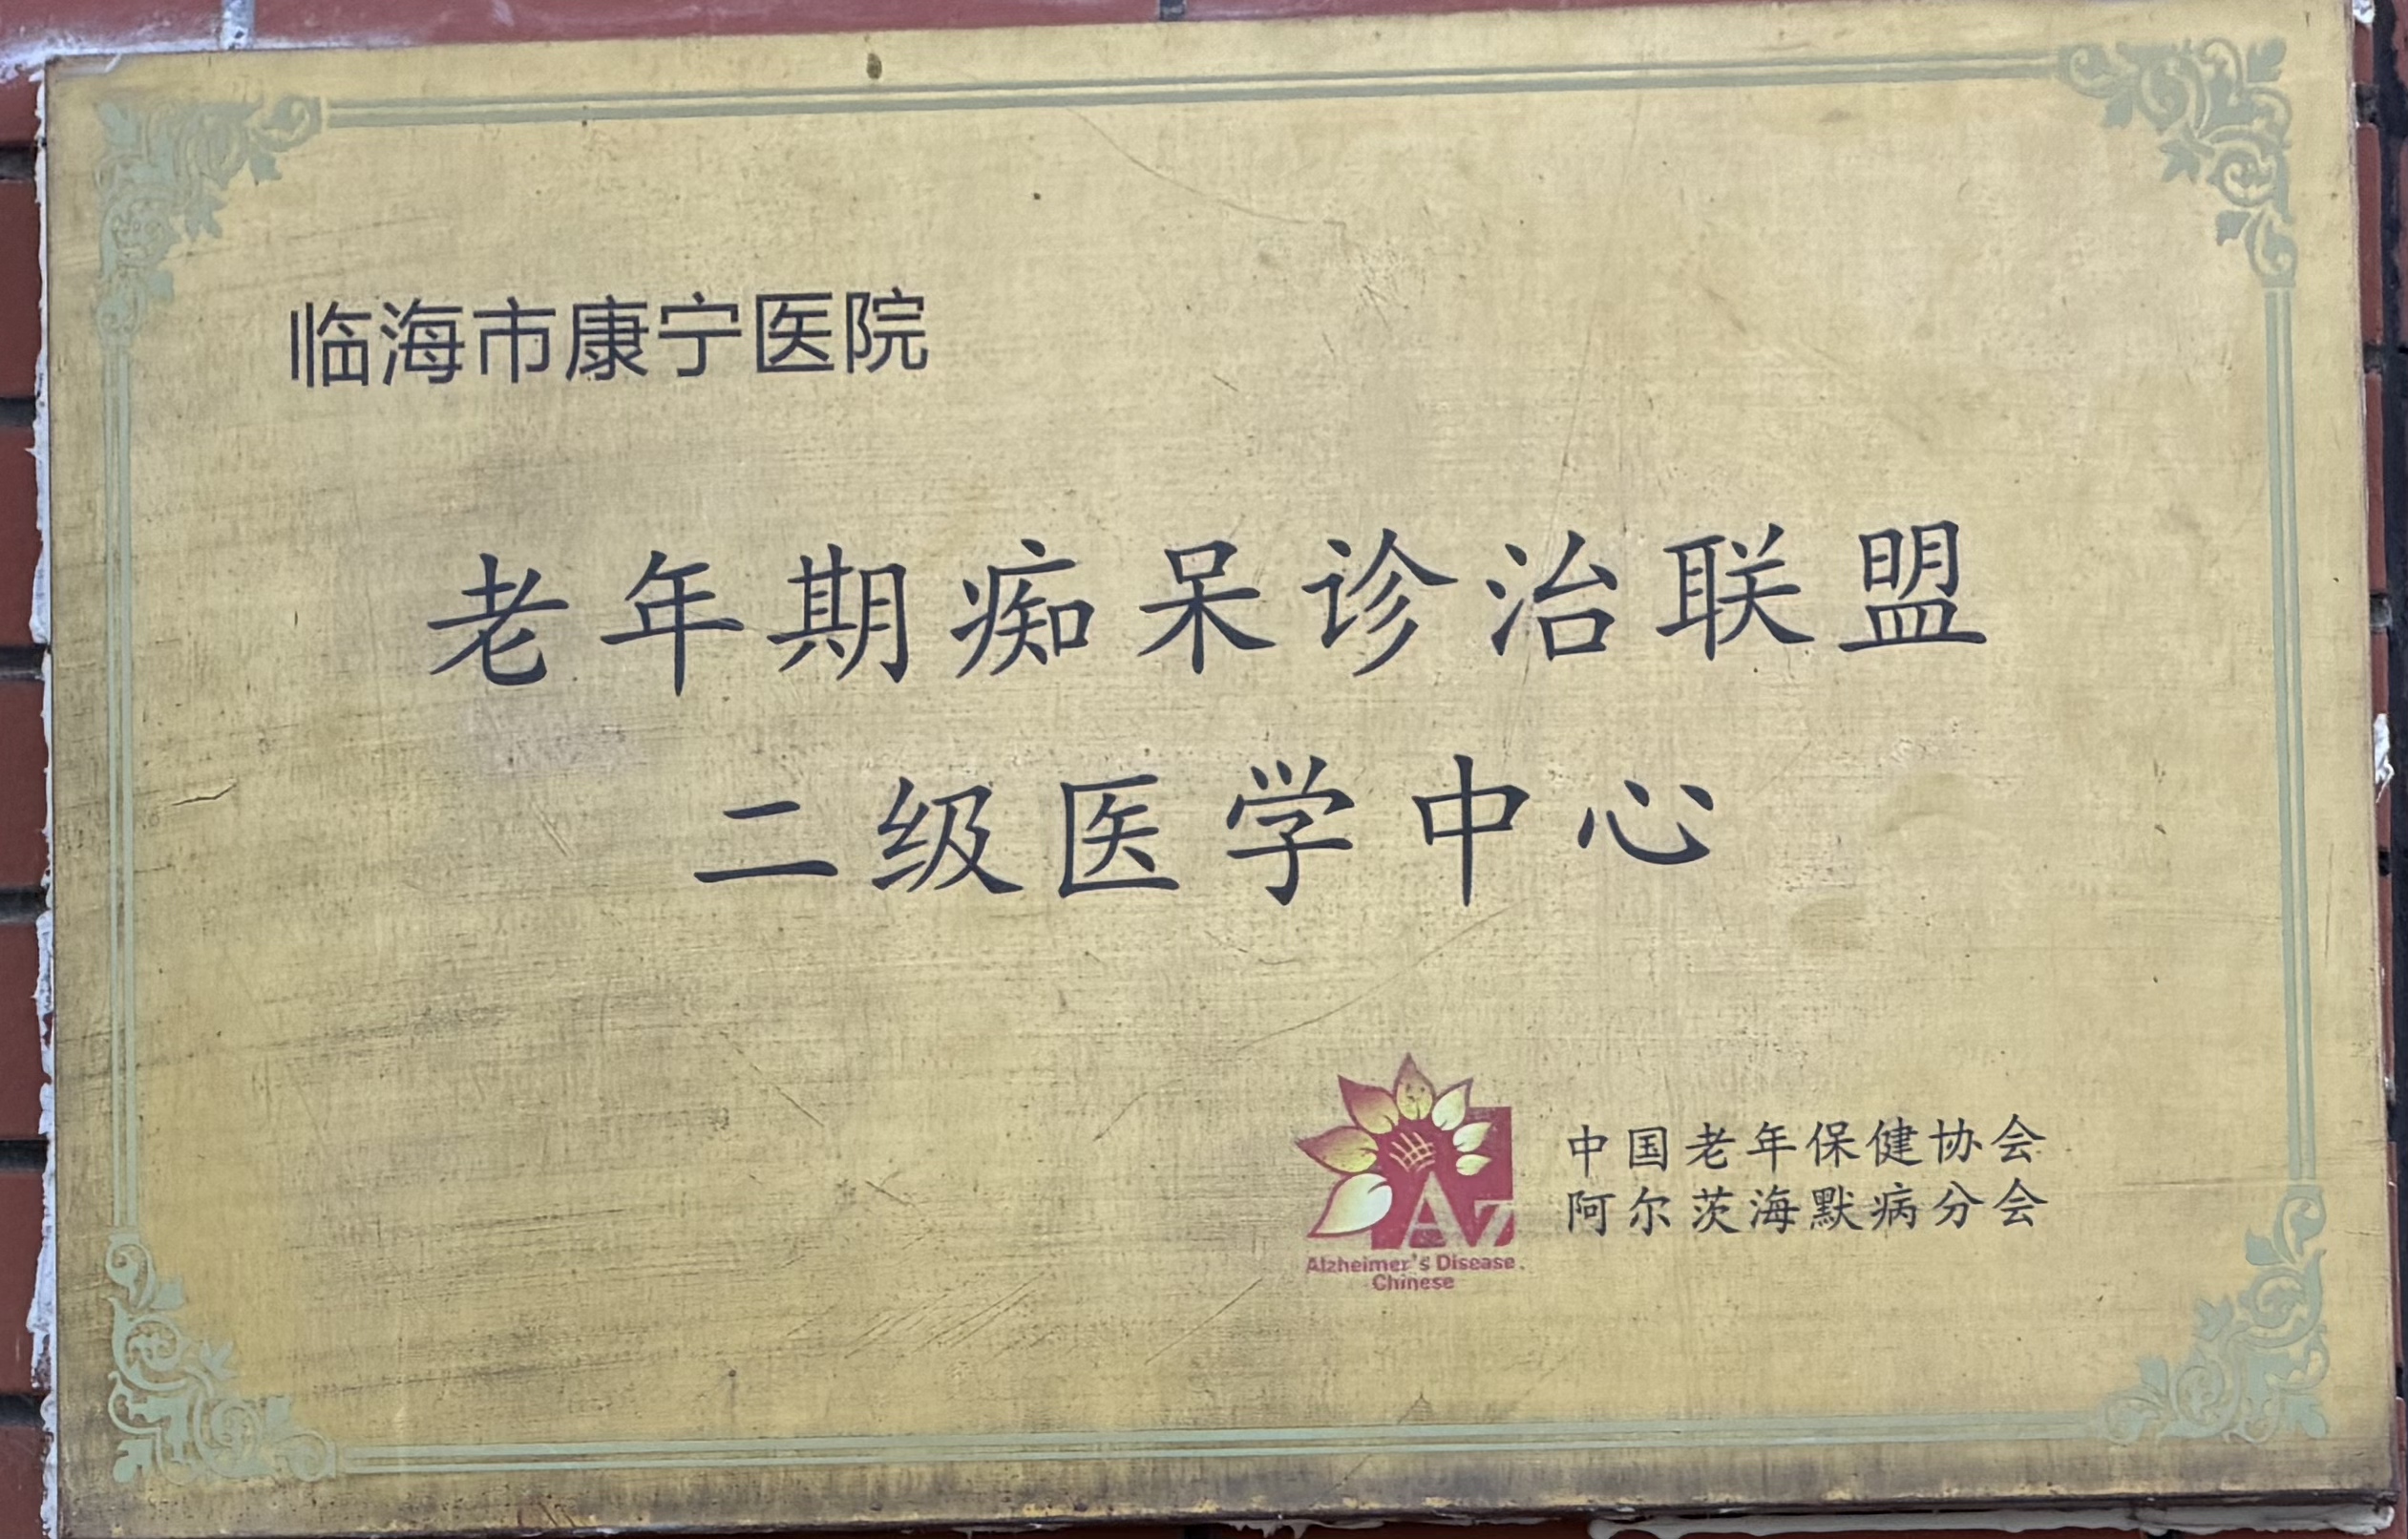 临海市康宁医院
老年期痴呆诊治联盟
二级医学中心
Az
Alzheimer's Disease.
Chinese
中国老年保健协会
阿尔茨海默病分会